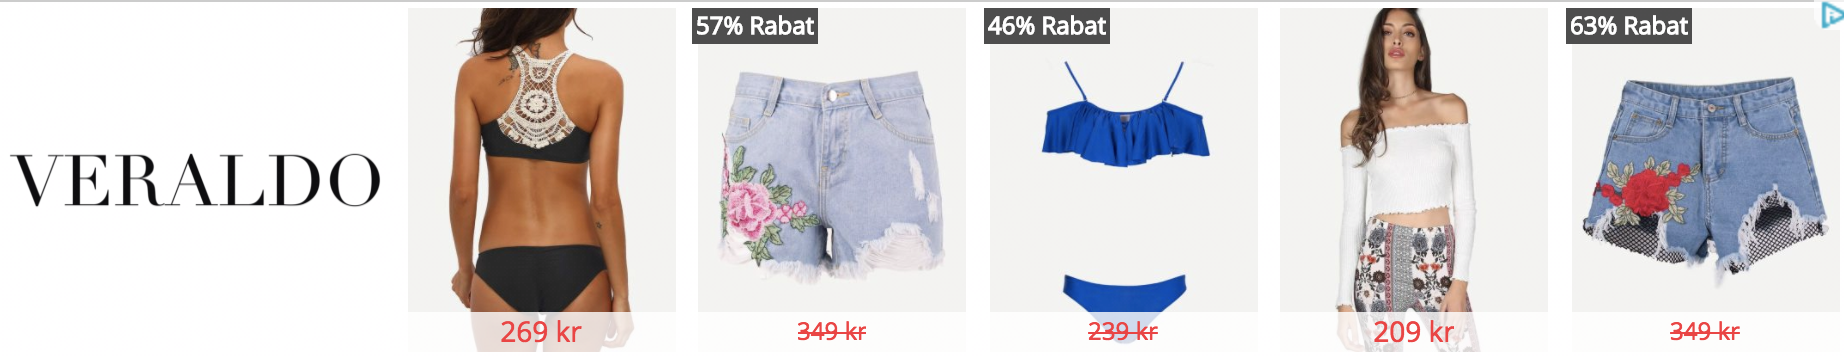 VERALDO
269 kr
57% Rabat
349 kr
46% Rabat
239 kr
209 kr
63% Rabat
349 kr